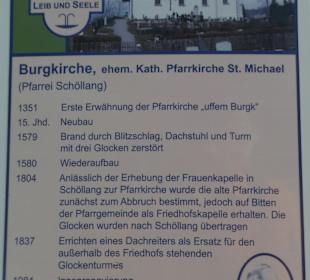 LEIB UND SEELE
Burgkirche, ehem. Kath. Pfarrkirche St. Michael
(Pfarrei Schöllang)
1351 Erste Erwähnung der Pfarrkirche „uffem Burgk“
15. Jhd. Neubau
1579 Brand durch Blitzschlag, Dachstuhl und Turm
mit drei Glocken zerstört
1580 Wiederaufbau
1804 Anlässlich der Erhebung der Frauenkapelle in
Schöllang zur Pfarrkirche wurde die alte Pfarrkirche
zunächst zum Abbruch bestimmt, jedoch auf Bitten
der Pfarrgemeinde als Friedhofskapelle erhalten. Die
Glocken wurden nach Schöllang übertragen
1837 Errichten eines Dachreiters als Ersatz für den
außerhalb des Friedhofs stehenden
Glockenturmes